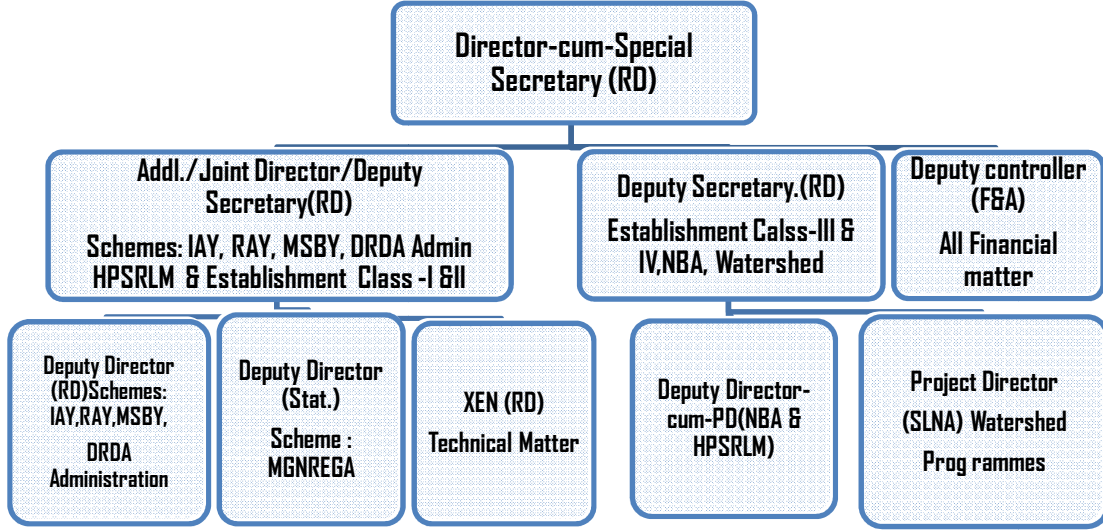 Director-cum-Special
Secretary (RD)
Addl./Joint Director/Deputy
Secretary(RD)
Schemes: IAY, RAY, MSBY, DRDA Admin
HPSRLM & Establishment Class -I &II
Deputy Secretary.(RD)
Establishment Calss-III &
IV,NBA, Watershed
Deputy controller
(F&A)
All Financial
matter
Deputy Director
(RD)Schemes:
IAY,RAY,MSBY,
DRDA
Administration
Deputy Director
(Stat.)
Scheme :
MGNREGA
XEN (RD)
Technical Matter
Deputy Director-
cum-PD(NBA &
HPSRLM)
Project Director
(SLNA) Watershed
Prog rammes